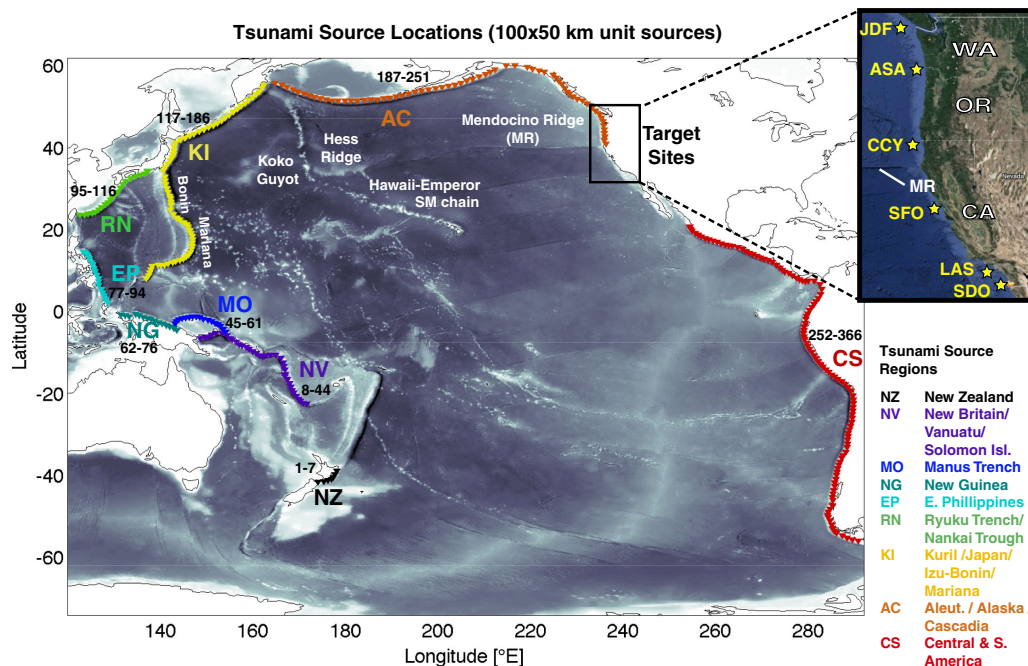 Tsunami Source Locations (100x50 km unit sources)
60
40
20
0
-20
-40
-60
Latitude
140
160
180
200
220
240
260
280
Longitude [°E]
187-251
AC
117-186
KI
Mendocino Ridge
(MR)
Target
Sites
Hess
Ridge
Koko
Guyot
Hawaii-Emperor
SM chain
Bonin
Mariana
95-116
RN
EP
77-94
MO
45-61
NG
62-76
NV
8-44
252-366
CS
1-7
NZ
JDF
WA
ASA
OR
CCY
MR
Nevada
SFO
CA
LAS
SDO
Tsunami Source
Regions
NZ New Zealand
NV New Britain/
Vanuatu/
Solomon Isl.
MO Manus Trench
NG New Guinea
EP E. Phillippines
RN Ryuku Trench/
Nankai Trough
KI Kuril /Japan/
Izu-Bonin/
Mariana
AC Aleut. / Alaska /
Cascadia
CS Central & S.
America